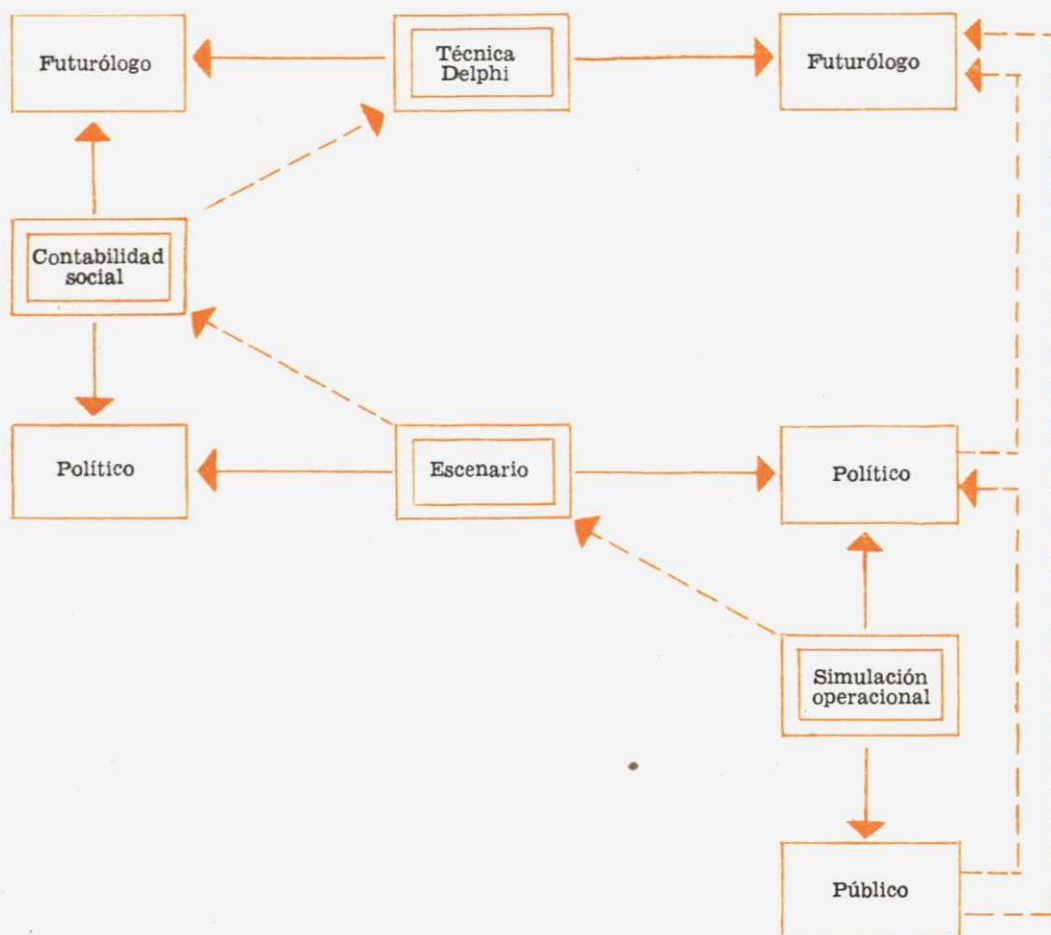 Futurólogo
Técnica
Delphi
Futurólogo
Contabilidad
social
Político
Escenario
Político
Simulación
operacional
Público